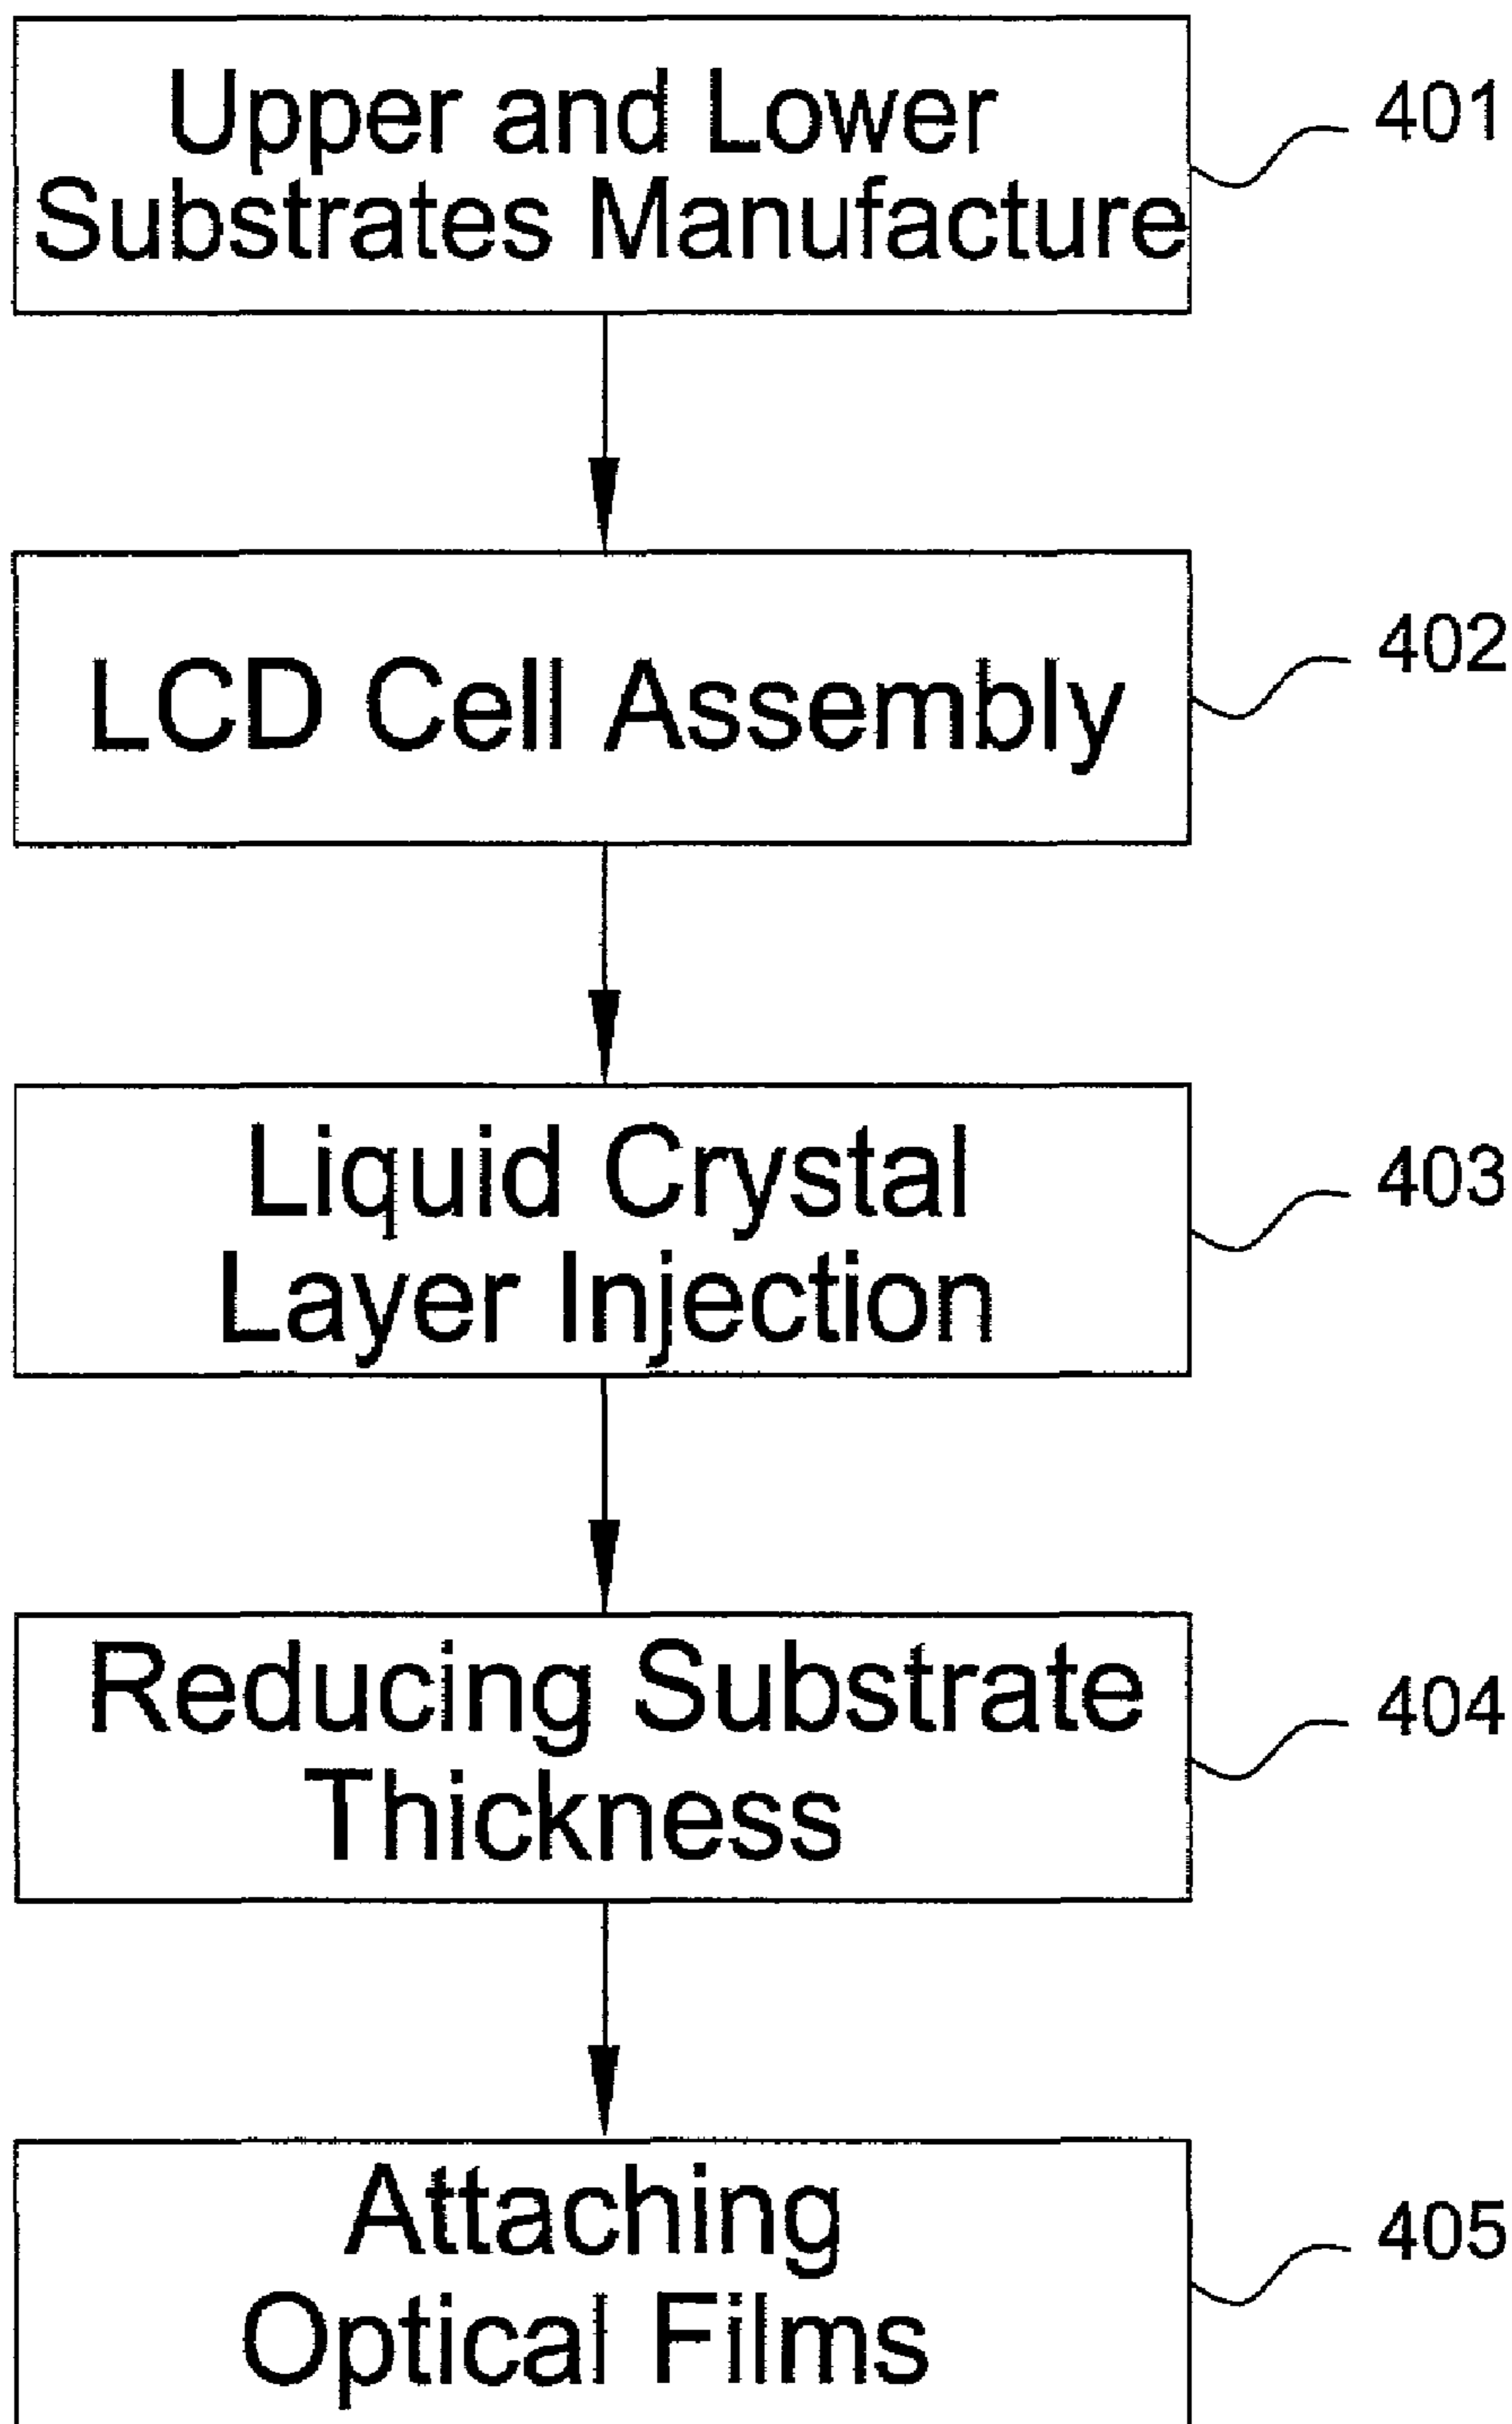 Upper and Lower
Substrates Manufacture
401
LCD Cell Assembly
402
Liquid Crystal
Layer Injection
403
Reducing Substrate
Thickness
404
Attaching
Optical Films
405